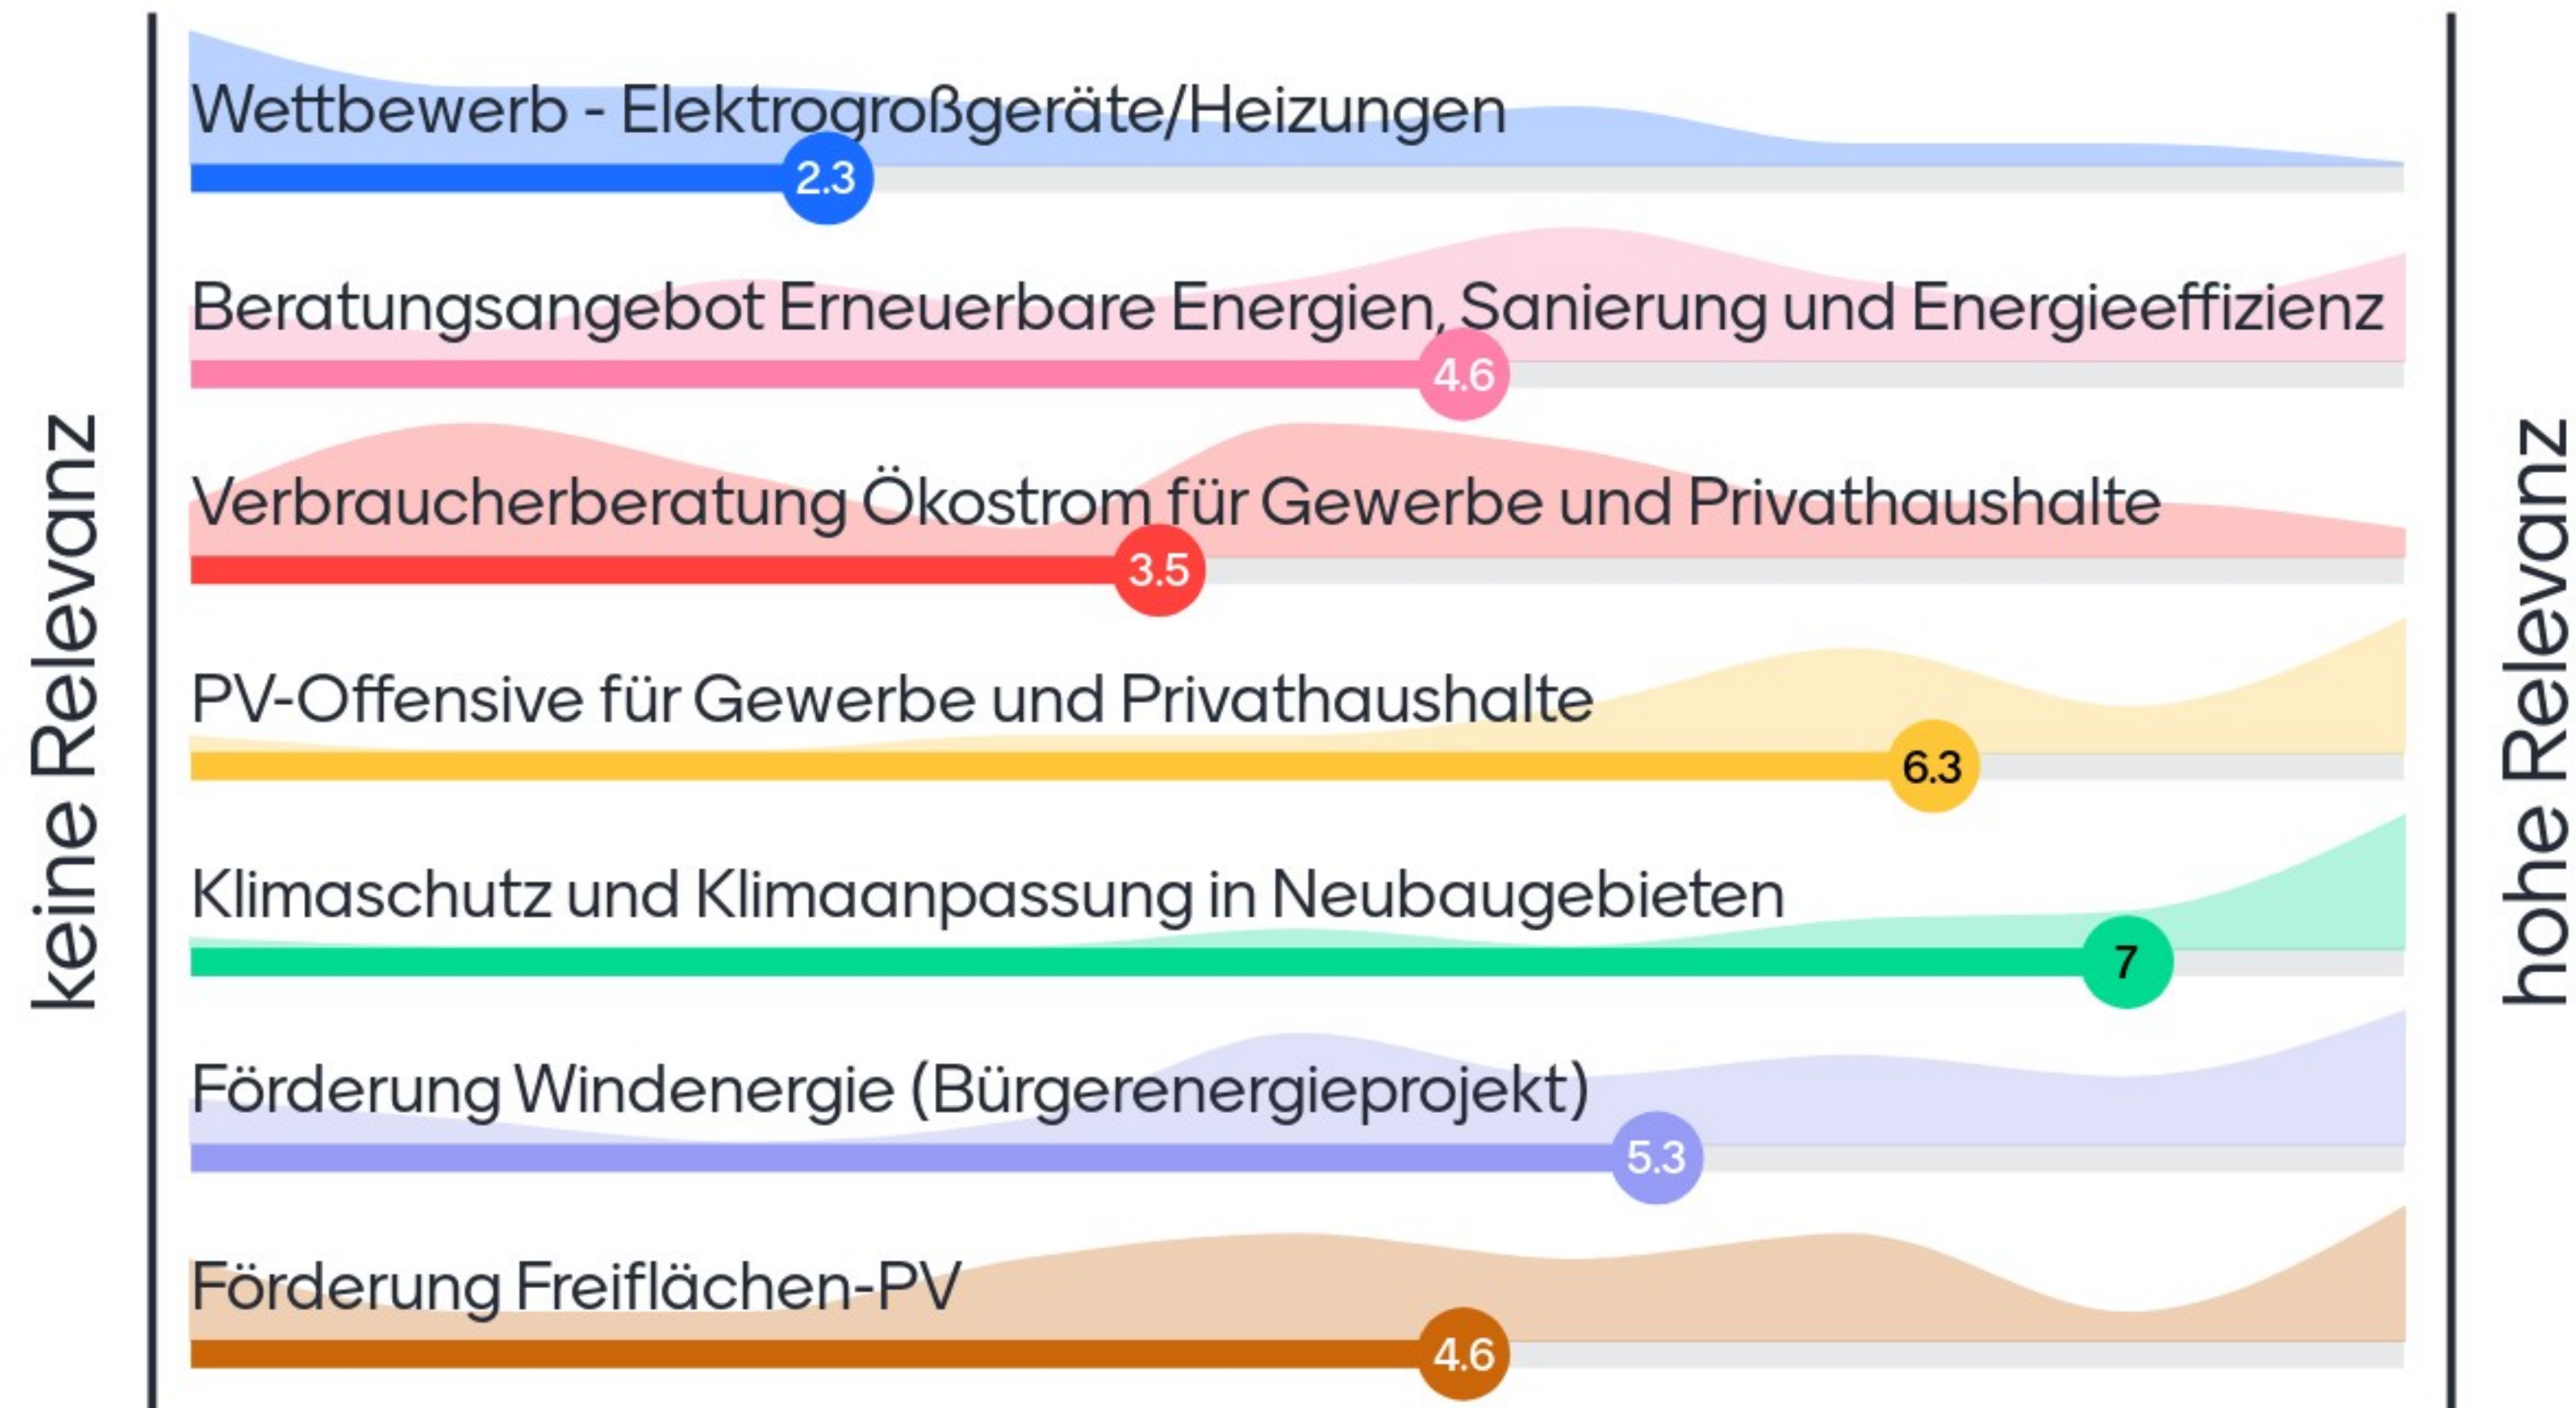 keine Relevanz
Wettbewerb - Elektrogroßgeräte/Heizungen
2.3
Beratungsangebot Erneuerbare Energien, Sanierung und Energieeffizienz
4.6
Verbraucherberatung Ökostrom für Gewerbe und Privathaushalte
3.5
PV-Offensive für Gewerbe und Privathaushalte
6.3
Klimaschutz und Klimaanpassung in Neubaugebieten
7
Förderung Windenergie (Bürgerenergieprojekt)
5.3
Förderung Freiflächen-PV
4.6
hohe Relevanz